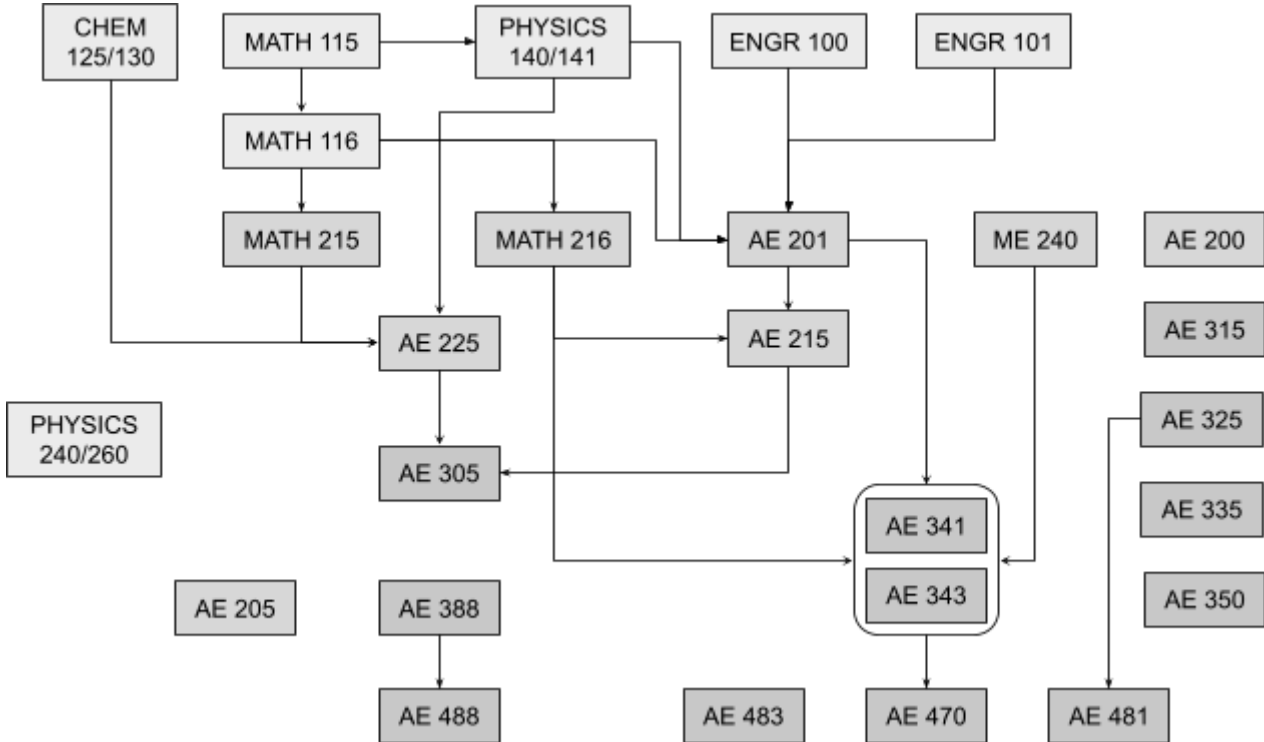 CHEM
125/130
MATH 115
PHYSICS
140/141
ENGR 100
ENGR 101
MATH 116
MATH 215
MATH 216
AE 201
ME 240
AE 200
AE 225
AE 215
AE 315
PHYSICS
240/260
AE 325
AE 305
AE 341
AE 335
AE 343
AE 350
AE 205
AE 388
AE 488
AE 483
AE 470
AE 481